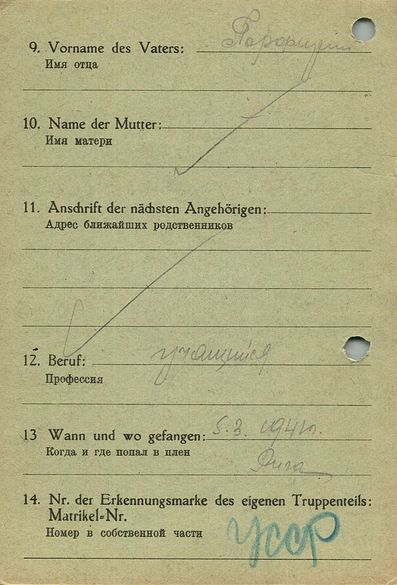 9. Vorname des Vaters: Порфирий
Имя отца
10. Name der Mutter:
Имя матери
11. Anschrift der nächsten Angehörigen:
Адрес ближайших родственников
12. Beruf: учащийся
Профессия
13 Wann und wo gefangen: 5.3. 1941г.
Когда и где попал в плен
Рига
14. Nr. der Erkennungsmarke des eigenen Truppenteils:
Matrikel=Nr.
Номер в собственной части
УССР